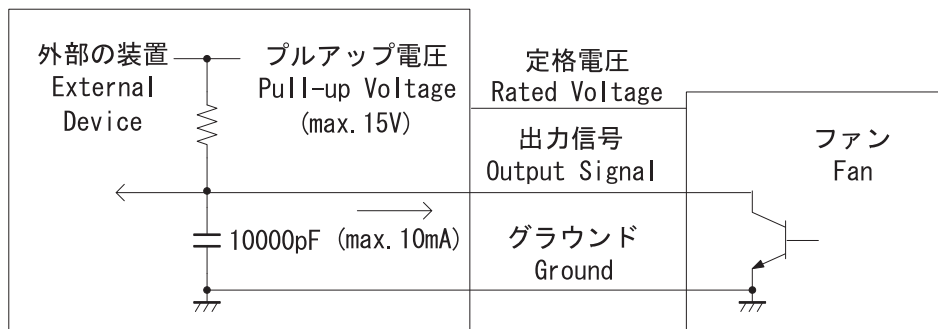 外部の装置
External
Device
プルアップ電圧
Pull-up Voltage
(max. 15V)
定格電圧
Rated Voltage
出力信号
Output Signal
ファン
Fan
10000pF (max. 10mA)
グラウンド
Ground